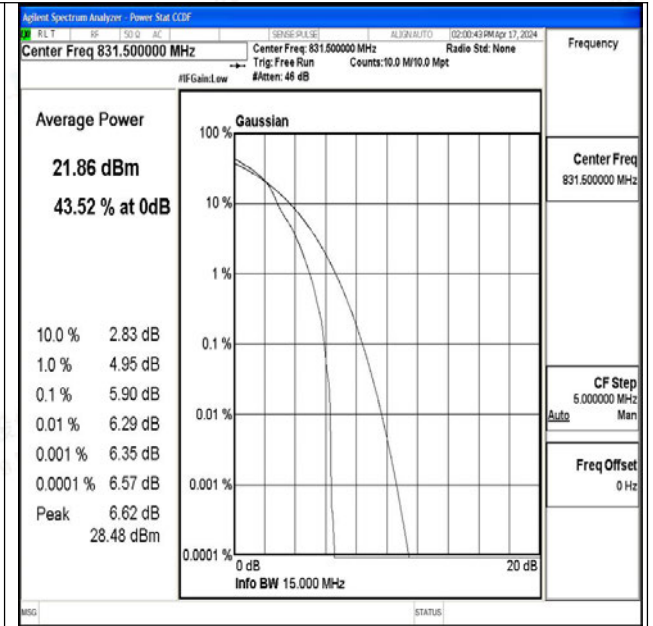 Agilent Spectrum Analyzer - Power Stat CCDF
RL T RF 50 Ω AC SENSE:PULSE ALIGN AUTO 02:00:43 PM Apr 17, 2024
Center Freq 831.500000 MHz
Center Freq: 831.500000 MHz Radio Std: None
Trig: Free Run Counts:10.0 M/10.0 Mpt
#IFGain:Low #Atten: 46 dB
Frequency
Average Power
21.86 dBm
43.52 % at 0dB
10.0 % 2.83 dB
1.0 % 4.95 dB
0.1 % 5.90 dB
0.01 % 6.29 dB
0.001 % 6.35 dB
0.0001 % 6.57 dB
Peak 6.62 dB
28.48 dBm
Gaussian
100 %
10 %
1 %
0.1 %
0.01 %
0.001 %
0.0001 %
0 dB 20 dB
Info BW 15.000 MHz
Center Freq
831.500000 MHz
CF Step
5.000000 MHz
Auto Man
Freq Offset
0 Hz
MSG STATUS